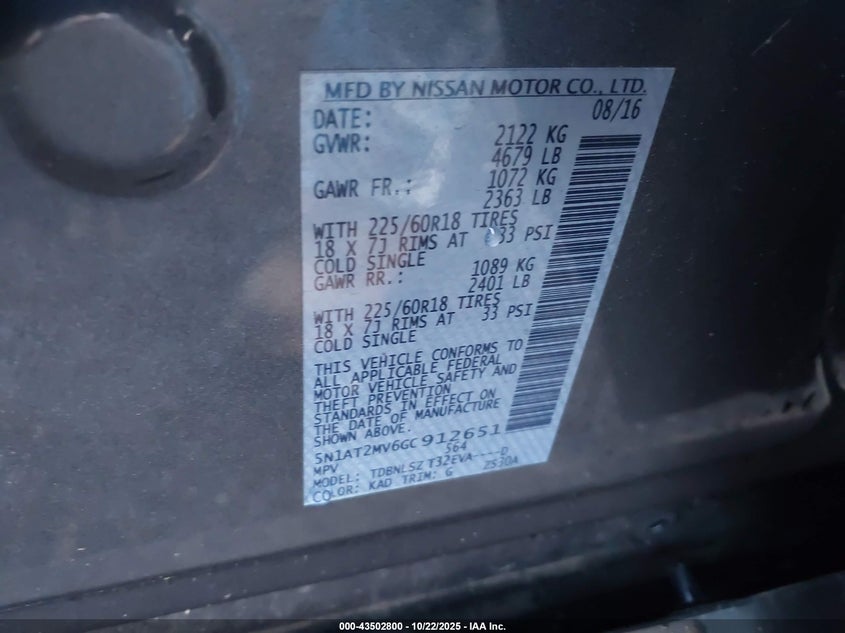 MFD BY NISSAN MOTOR CO., LTD.
DATE: 08/16
GVWR: 2122 KG
4679 LB
GAWR FR.: 1072 KG
2363 LB
WITH 225/60R18 TIRES
18 X 7J RIMS AT 33 PSI
COLD SINGLE
GAWR RR.: 1089 KG
2401 LB
WITH 225/60R18 TIRES
18 X 7J RIMS AT 33 PSI
COLD SINGLE
THIS VEHICLE CONFORMS TO
ALL APPLICABLE FEDERAL
MOTOR VEHICLE SAFETY AND
THEFT PREVENTION
STANDARDS IN EFFECT ON
THE DATE OF MANUFACTURE
SHOWN ABOVE.
5N1AT2MV6GC912651
MPV 564
MODEL: TDBNLSZ T32EVA----D
COLOR: KAD TRIM: G 2530A
000-43502800 - 10/22/2025 - IAA Inc.